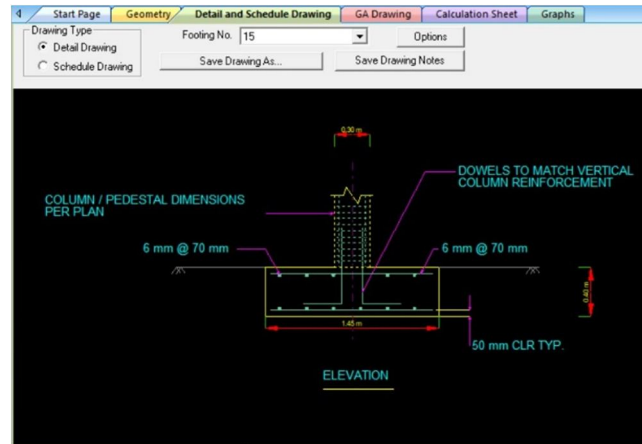 Start Page
Geometry
Detail and Schedule Drawing
GA Drawing
Calculation Sheet
Graphs
Drawing Type
Detail Drawing
Schedule Drawing
Footing No.
15
Options
Save Drawing As...
Save Drawing Notes
0.30 m
DOWELS TO MATCH VERTICAL
COLUMN REINFORCEMENT
COLUMN / PEDESTAL DIMENSIONS
PER PLAN
6 mm @ 70 mm
6 mm @ 70 mm
0.40 m
1.45 m
50 mm CLR TYP.
ELEVATION